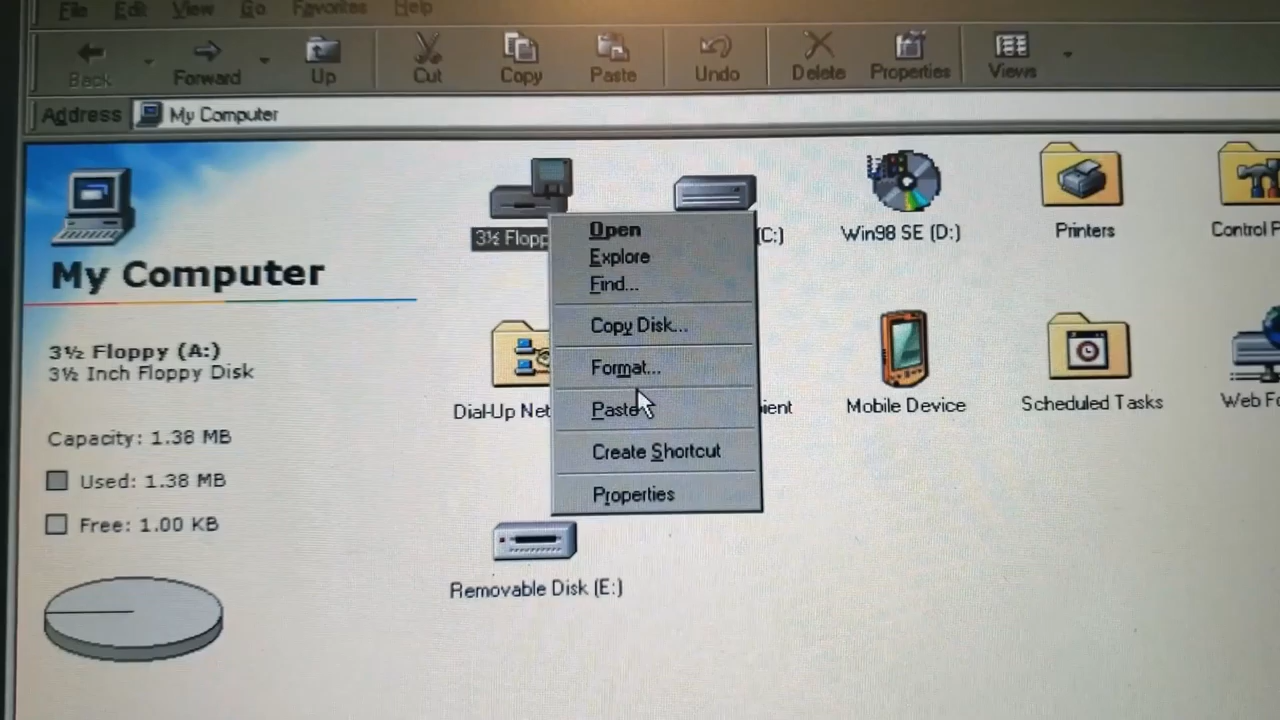 File Edit View Go Favorites Help
Back Forward Up Cut Copy Paste Undo Delete Properties Views
Address My Computer
My Computer
3½ Floppy (A:)
3½ Inch Floppy Disk
Capacity: 1.38 MB
Used: 1.38 MB
Free: 1.00 KB
3½ Flopp
(C:)
Win98 SE (D:)
Printers
Control P
Open
Explore
Find...
Copy Disk...
Format...
Paste
Create Shortcut
Properties
Dial-Up Net
ient
Mobile Device
Scheduled Tasks
Web Fo
Removable Disk (E:)